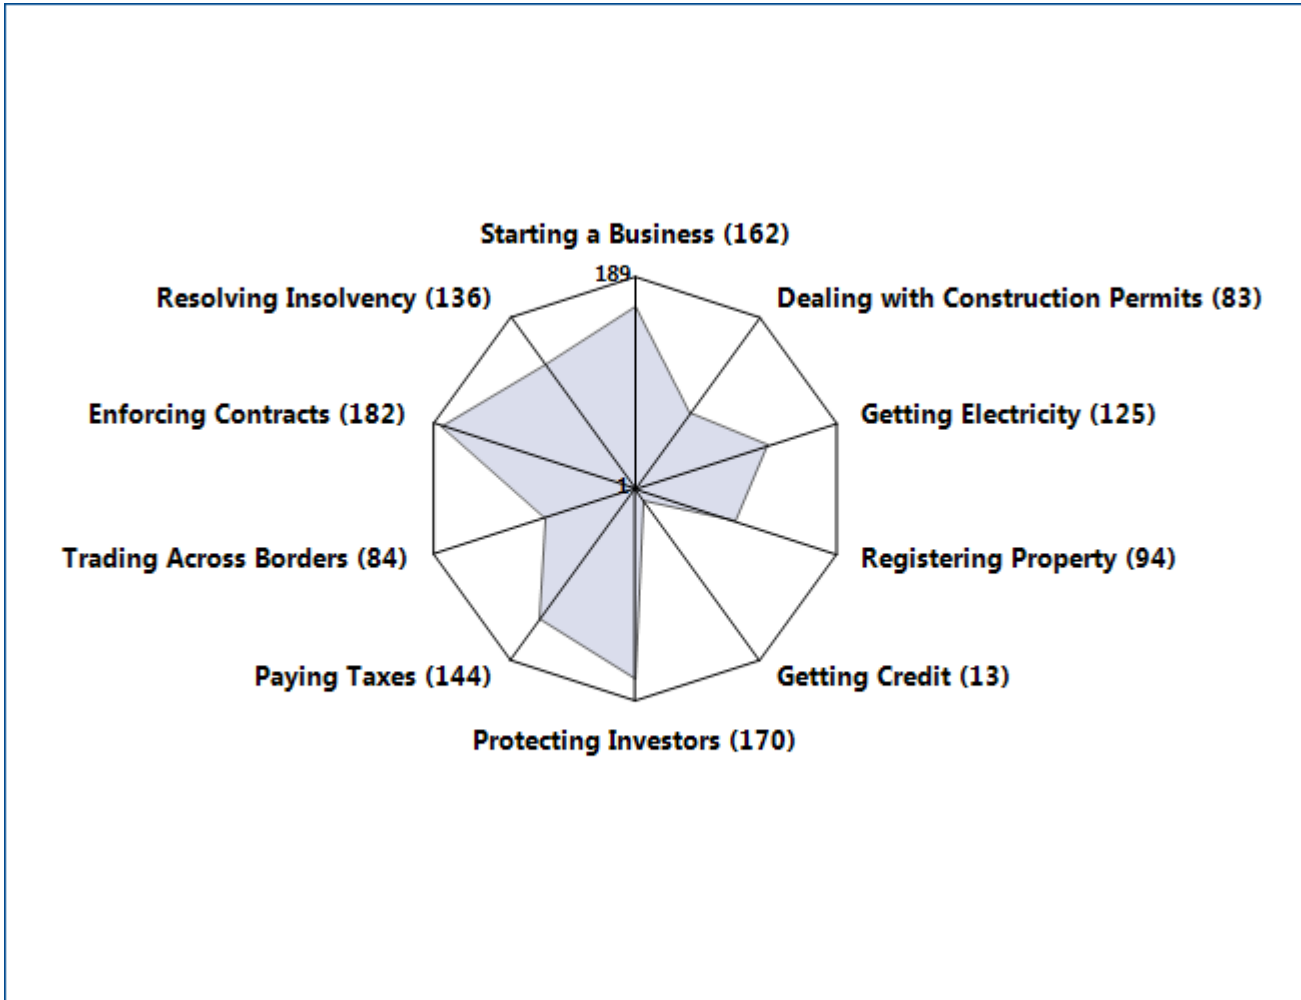 Starting a Business (162)
189
Resolving Insolvency (136)
Dealing with Construction Permits (83)
Enforcing Contracts (182)
Getting Electricity (125)
1
Trading Across Borders (84)
Registering Property (94)
Paying Taxes (144)
Getting Credit (13)
Protecting Investors (170)